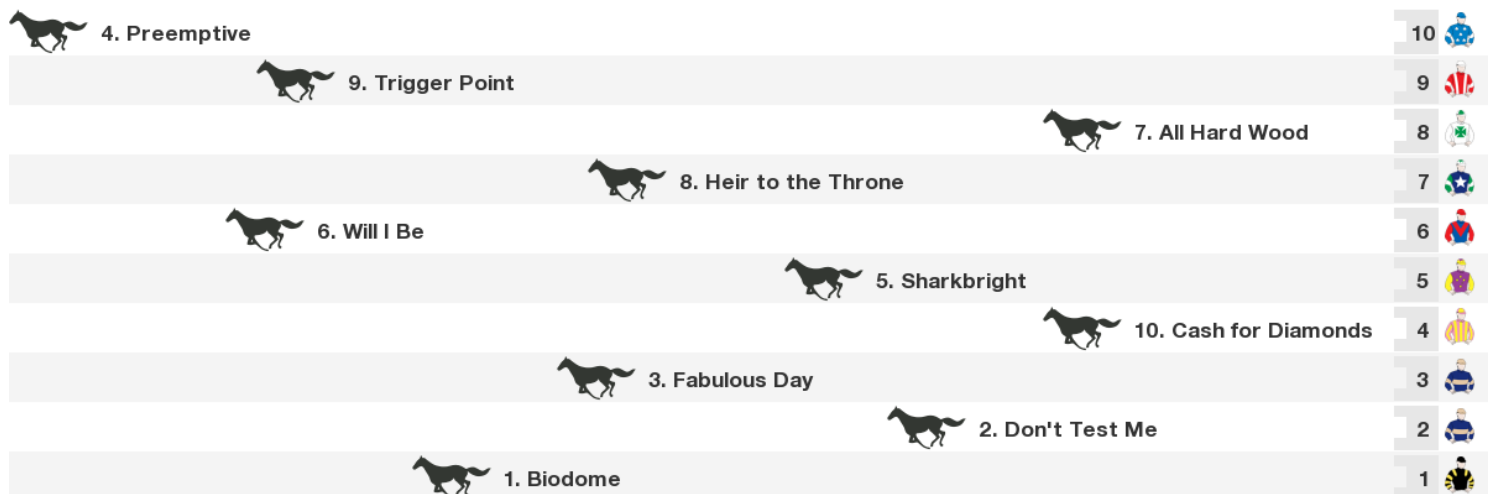 4. Preemptive 10
9. Trigger Point 9
7. All Hard Wood 8
8. Heir to the Throne 7
6. Will I Be 6
5. Sharkbright 5
10. Cash for Diamonds 4
3. Fabulous Day 3
2. Don't Test Me 2
1. Biodome 1